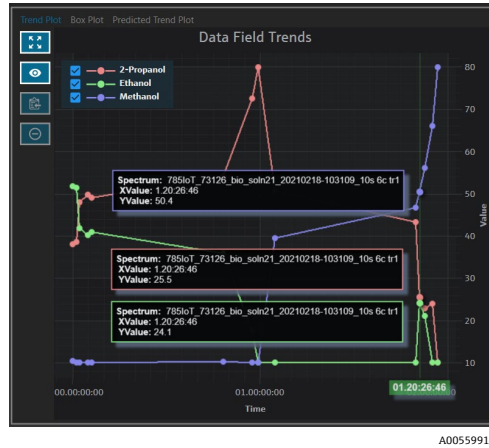 Trend Plot Box Plot Predicted Trend Plot
Data Field Trends
2-Propanol
Ethanol
Methanol
80
70
60
50
40
30
20
10
Value
Spectrum: 785IoT_73126_bio_soln21_20210218-103109_10s 6c tr1
XValue: 1.20:26:46
YValue: 50.4
Spectrum: 785IoT_73126_bio_soln21_20210218-103109_10s 6c tr1
XValue: 1.20:26:46
YValue: 25.5
Spectrum: 785IoT_73126_bio_soln21_20210218-103109_10s 6c tr1
XValue: 1.20:26:46
YValue: 24.1
00.00:00:00 01.00:00:00 01.20:26:46
Time
A0055991